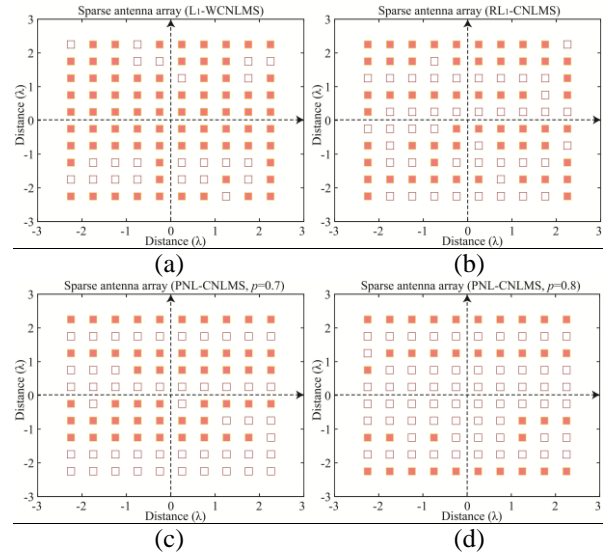 Sparse antenna array (L1-WCNLMS)
3
2
1
0
-1
-2
-3
Distance (λ)
-3 -2 -1 0 1 2 3
Distance (λ)
(a)
Sparse antenna array (RL1-CNLMS)
3
2
1
0
-1
-2
-3
Distance (λ)
-3 -2 -1 0 1 2 3
Distance (λ)
(b)
Sparse antenna array (PNL-CNLMS, p=0.7)
3
2
1
0
-1
-2
-3
Distance (λ)
-3 -2 -1 0 1 2 3
Distance (λ)
(c)
Sparse antenna array (PNL-CNLMS, p=0.8)
3
2
1
0
-1
-2
-3
Distance (λ)
-3 -2 -1 0 1 2 3
Distance (λ)
(d)